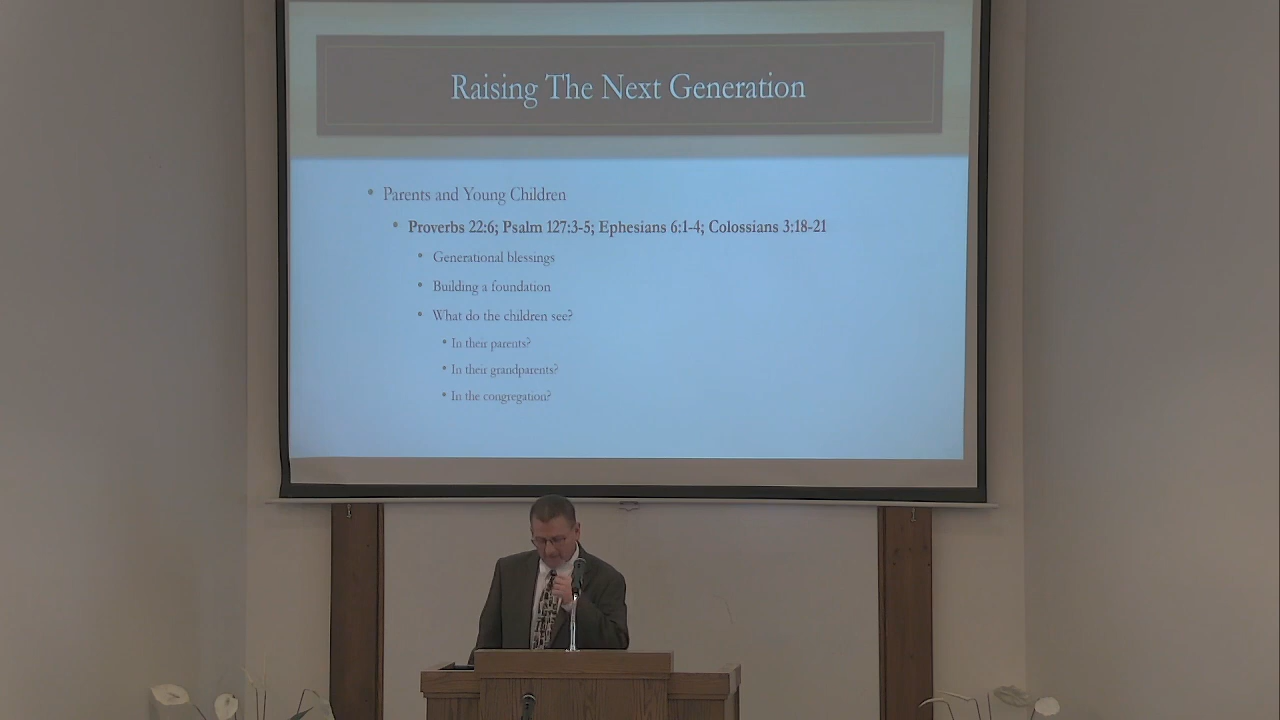 Raising The Next Generation
• Parents and Young Children
• Proverbs 22:6; Psalm 127:3-5; Ephesians 6:1-4; Colossians 3:18-21
• Generational blessings
• Building a foundation
• What do the children see?
• In their parents?
• In their grandparents?
• In the congregation?